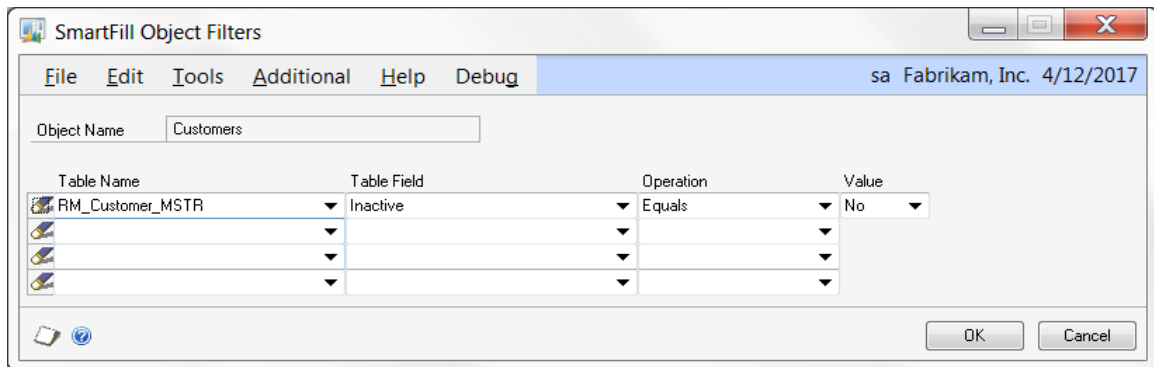 SmartFill Object Filters
File Edit Tools Additional Help Debug sa Fabrikam, Inc. 4/12/2017
Object Name Customers
Table Name Table Field Operation Value
RM_Customer_MSTR Inactive Equals No
OK Cancel